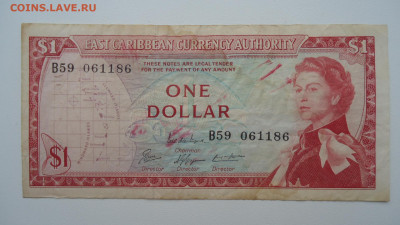 COINS.LAVE.RU
$1
EAST CARIBBEAN CURRENCY AUTHORITY
$1
THESE NOTES ARE LEGAL TENDER
FOR THE PAYMENT OF ANY AMOUNT
B59 061186
ONE
DOLLAR
B59 061186
Chairman
$1
Director
Director
Director